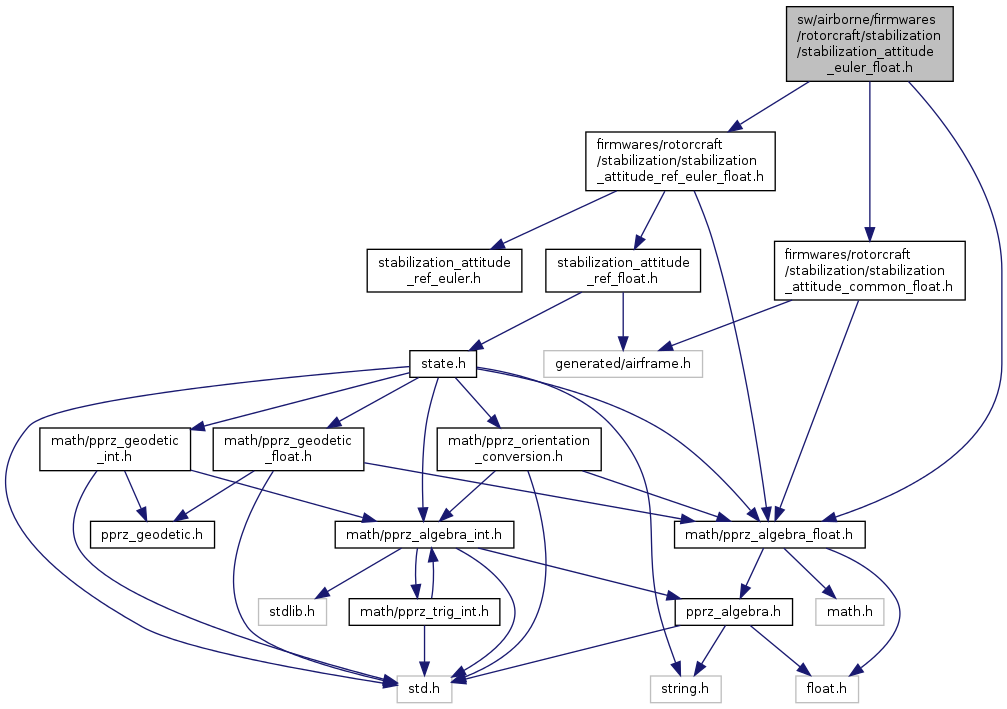 sw/airborne/firmwares
/rotorcraft/stabilization
/stabilization_attitude
_euler_float.h
firmwares/rotorcraft
/stabilization/stabilization
_attitude_ref_euler_float.h
stabilization_attitude
_ref_euler.h
stabilization_attitude
_ref_float.h
firmwares/rotorcraft
/stabilization/stabilization
_attitude_common_float.h
state.h
generated/airframe.h
math/pprz_geodetic
_int.h
math/pprz_geodetic
_float.h
math/pprz_orientation
_conversion.h
pprz_geodetic.h
math/pprz_algebra_int.h
math/pprz_algebra_float.h
stdlib.h
math/pprz_trig_int.h
pprz_algebra.h
math.h
std.h
string.h
float.h